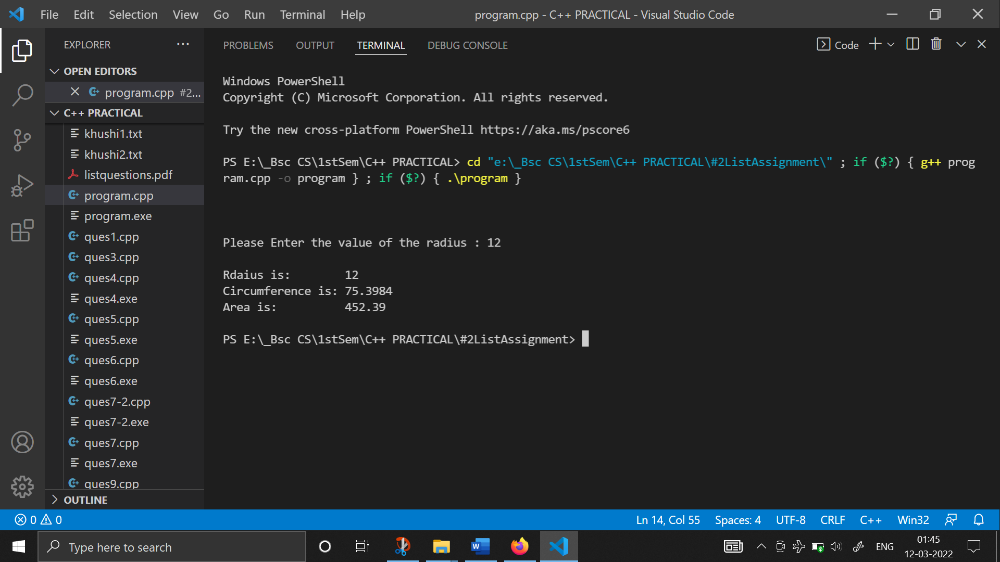 File Edit Selection View Go Run Terminal Help
program.cpp - C++ PRACTICAL - Visual Studio Code
EXPLORER
PROBLEMS OUTPUT TERMINAL DEBUG CONSOLE
Code
OPEN EDITORS
program.cpp #2...
C++ PRACTICAL
khushi1.txt
khushi2.txt
listquestions.pdf
program.cpp
program.exe
ques1.cpp
ques3.cpp
ques4.cpp
ques4.exe
ques5.cpp
ques5.exe
ques6.cpp
ques6.exe
ques7-2.cpp
ques7-2.exe
ques7.cpp
ques7.exe
ques9.cpp
OUTLINE
Windows PowerShell
Copyright (C) Microsoft Corporation. All rights reserved.
Try the new cross-platform PowerShell https://aka.ms/pscore6
PS E:\_Bsc CS\1stSem\C++ PRACTICAL> cd "e:\_Bsc CS\1stSem\C++ PRACTICAL\#2ListAssignment\" ; if ($?) { g++ prog
ram.cpp -o program } ; if ($?) { .\program }
Please Enter the value of the radius : 12
Rdaius is: 12
Circumference is: 75.3984
Area is: 452.39
PS E:\_Bsc CS\1stSem\C++ PRACTICAL\#2ListAssignment>
0 0
Ln 14, Col 55 Spaces: 4 UTF-8 CRLF C++ Win32
Type here to search
W
ENG
01:45
12-03-2022